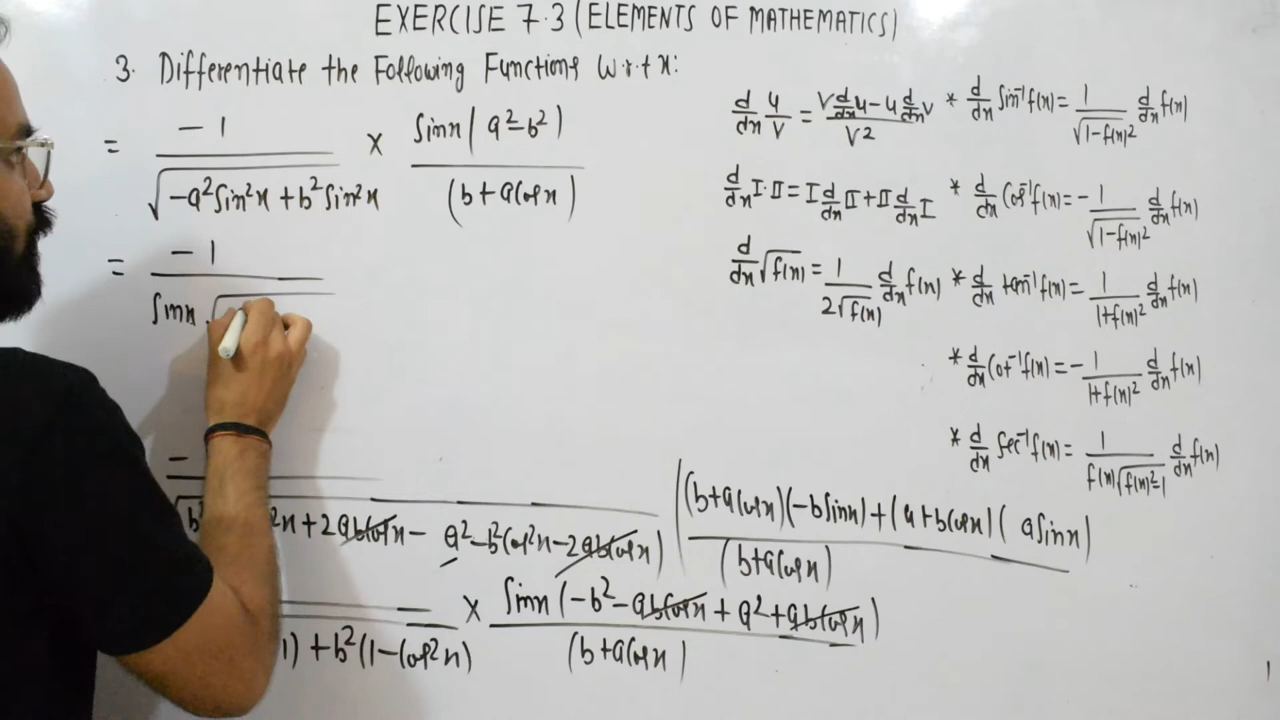 EXERCISE 7.3 (ELEMENTS OF MATHEMATICS)
3. Differentiate the Following Functions w.r.t x:
= -1 / √(-a²Sin²x + b²Sin²x × Sinx(a²-b²) / (b+aCosx)
= -1 / Sinx √
d/dx u/v = (v d/dx u - u d/dx v) / v²
d/dx I·II = I d/dx II + II d/dx I
d/dx √f(x) = 1 / 2√f(x) d/dx f(x)
* d/dx Sin⁻¹f(x) = 1 / √1-f(x)² d/dx f(x)
* d/dx Cos⁻¹f(x) = -1 / √1-f(x)² d/dx f(x)
* d/dx tan⁻¹f(x) = 1 / 1+f(x)² d/dx f(x)
* d/dx Cot⁻¹f(x) = -1 / 1+f(x)² d/dx f(x)
* d/dx Sec⁻¹f(x) = 1 / f(x)√f(x)²-1 d/dx f(x)
²x + 2abCosx - a² - b²Cos²x - 2abCosx) ((b+aCosx)(-bSinx) + (a+bCosx)(aSinx) / (b+aCosx)
1) + b²(1-Cos²x) × Sinx(-b² - abCosx + a² + abCosx) / (b+aCosx)